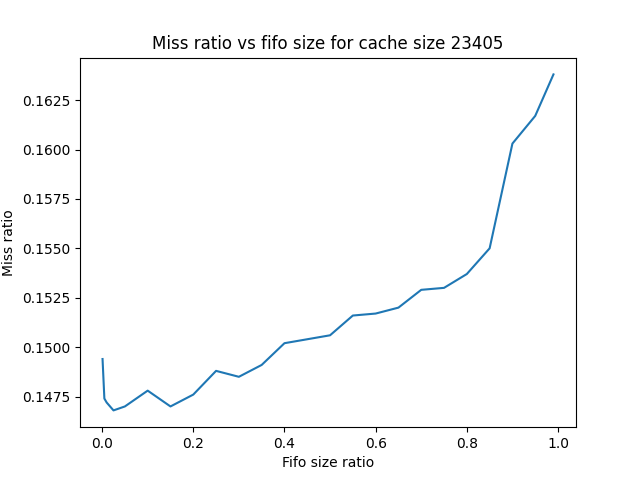 Miss ratio vs fifo size for cache size 23405
0.1625
0.1600
0.1575
0.1550
0.1525
0.1500
0.1475
Miss ratio
0.0 0.2 0.4 0.6 0.8 1.0
Fifo size ratio